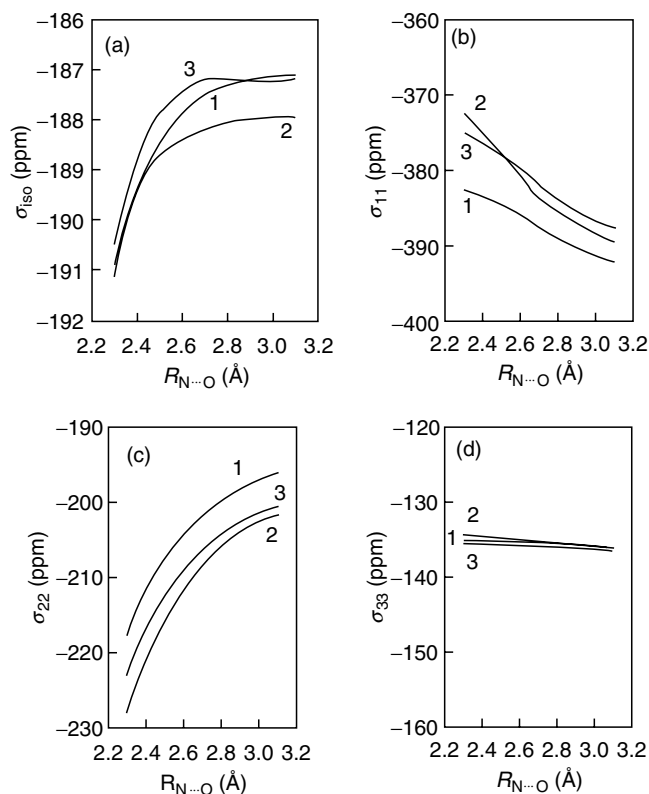 (a)
−186
−187
−188
−189
−190
−191
−192
σiso (ppm)
3
1
2
2.2 2.4 2.6 2.8 3.0 3.2
RN···O (Å)
(b)
−360
−370
−380
−390
−400
σ11 (ppm)
2
3
1
2.2 2.4 2.6 2.8 3.0 3.2
RN···O (Å)
(c)
−190
−200
−210
−220
−230
σ22 (ppm)
1
3
2
2.2 2.4 2.6 2.8 3.0 3.2
RN···O (Å)
(d)
−120
−130
−140
−150
−160
σ33 (ppm)
2
1
3
2.2 2.4 2.6 2.8 3.0 3.2
RN···O (Å)